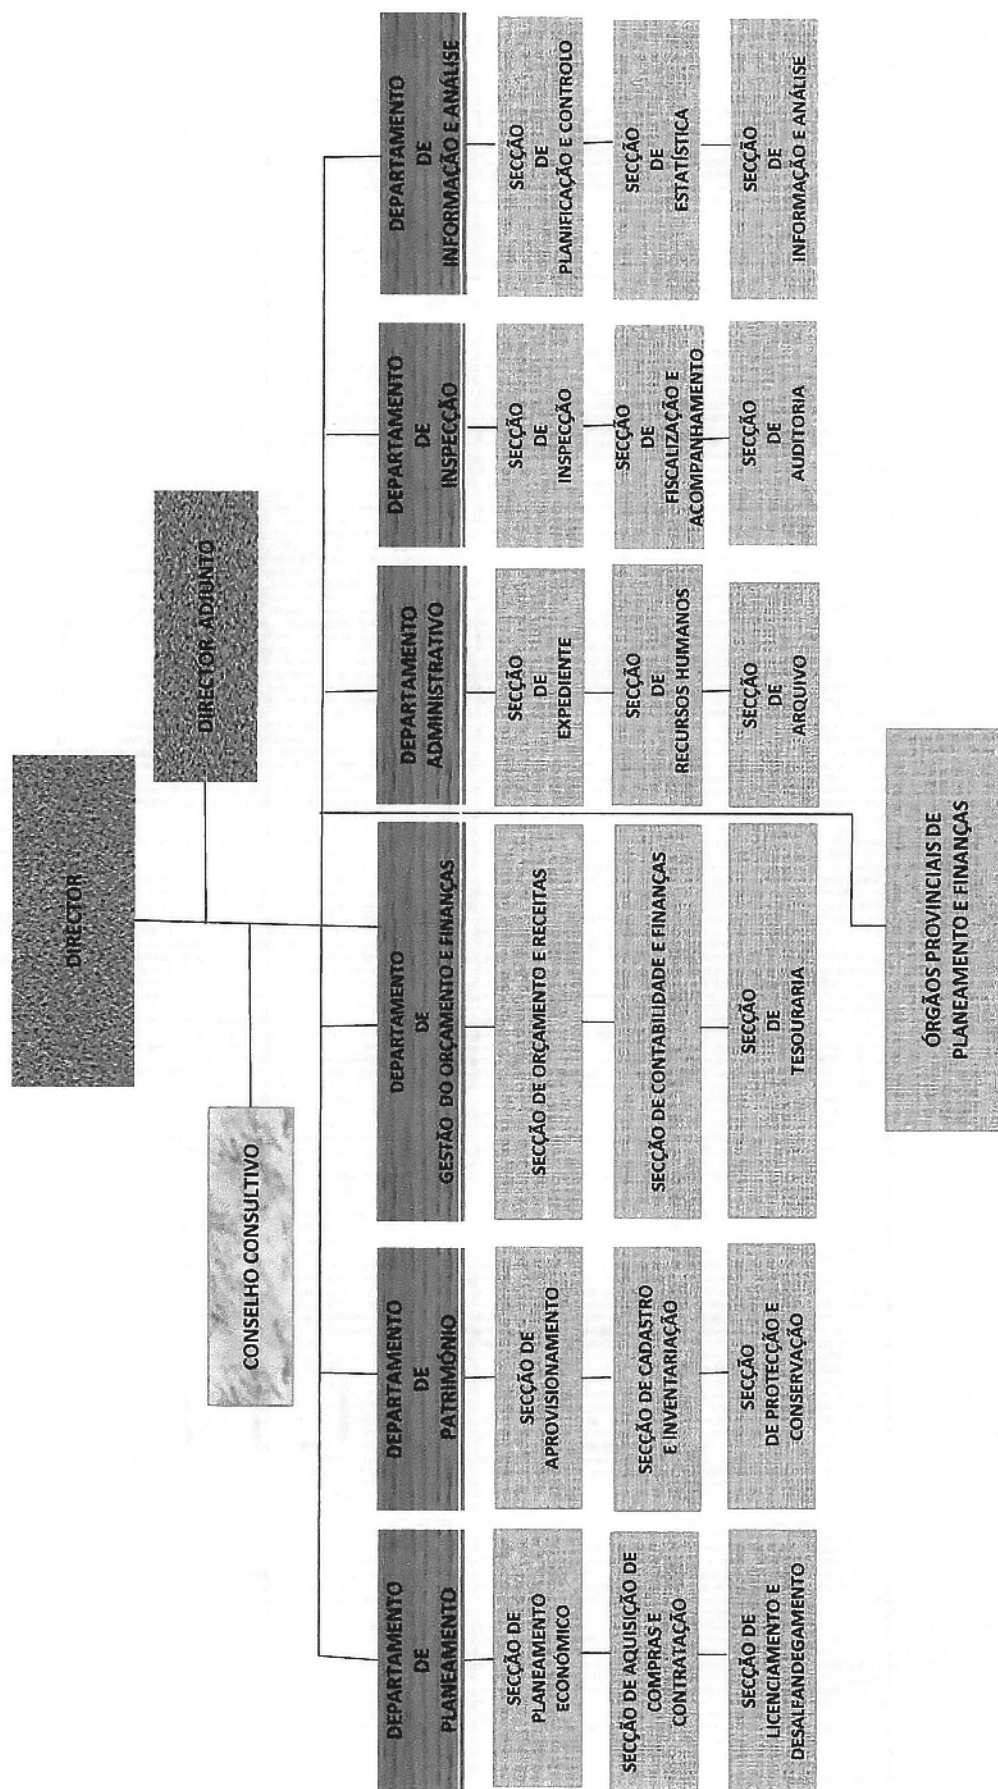 DIRECTOR
DIRECTOR ADJUNTO
CONSELHO CONSULTIVO
DEPARTAMENTO
DE
PLANEAMENTO
DEPARTAMENTO
DE
PATRIMÓNIO
DEPARTAMENTO
DE
GESTÃO DO ORÇAMENTO E FINANÇAS
DEPARTAMENTO
ADMINISTRATIVO
DEPARTAMENTO
DE
INSPECÇÃO
DEPARTAMENTO
DE
INFORMAÇÃO E ANÁLISE
SECÇÃO DE
PLANEAMENTO
ECONÓMICO
SECÇÃO DE
APROVISIONAMENTO
SECÇÃO DE ORÇAMENTO E RECEITAS
SECÇÃO
DE
EXPEDIENTE
SECÇÃO
DE
INSPECÇÃO
SECÇÃO
DE
PLANIFICAÇÃO E CONTROLO
SECÇÃO DE AQUISIÇÃO DE
COMPRAS E
CONTRATAÇÃO
SECÇÃO DE CADASTRO
E INVENTARIAÇÃO
SECÇÃO DE CONTABILIDADE E FINANÇAS
SECÇÃO
DE
RECURSOS HUMANOS
SECÇÃO
DE
FISCALIZAÇÃO E
ACOMPANHAMENTO
SECÇÃO
DE
ESTATÍSTICA
SECÇÃO DE
LICENCIAMENTO E
DESALFANDEGAMENTO
SECÇÃO
DE PROTECÇÃO E
CONSERVAÇÃO
SECÇÃO
DE
TESOURARIA
SECÇÃO
DE
ARQUIVO
SECÇÃO
DE
AUDITORIA
SECÇÃO
DE
INFORMAÇÃO E ANÁLISE
ÓRGÃOS PROVINCIAIS DE
PLANEAMENTO E FINANÇAS